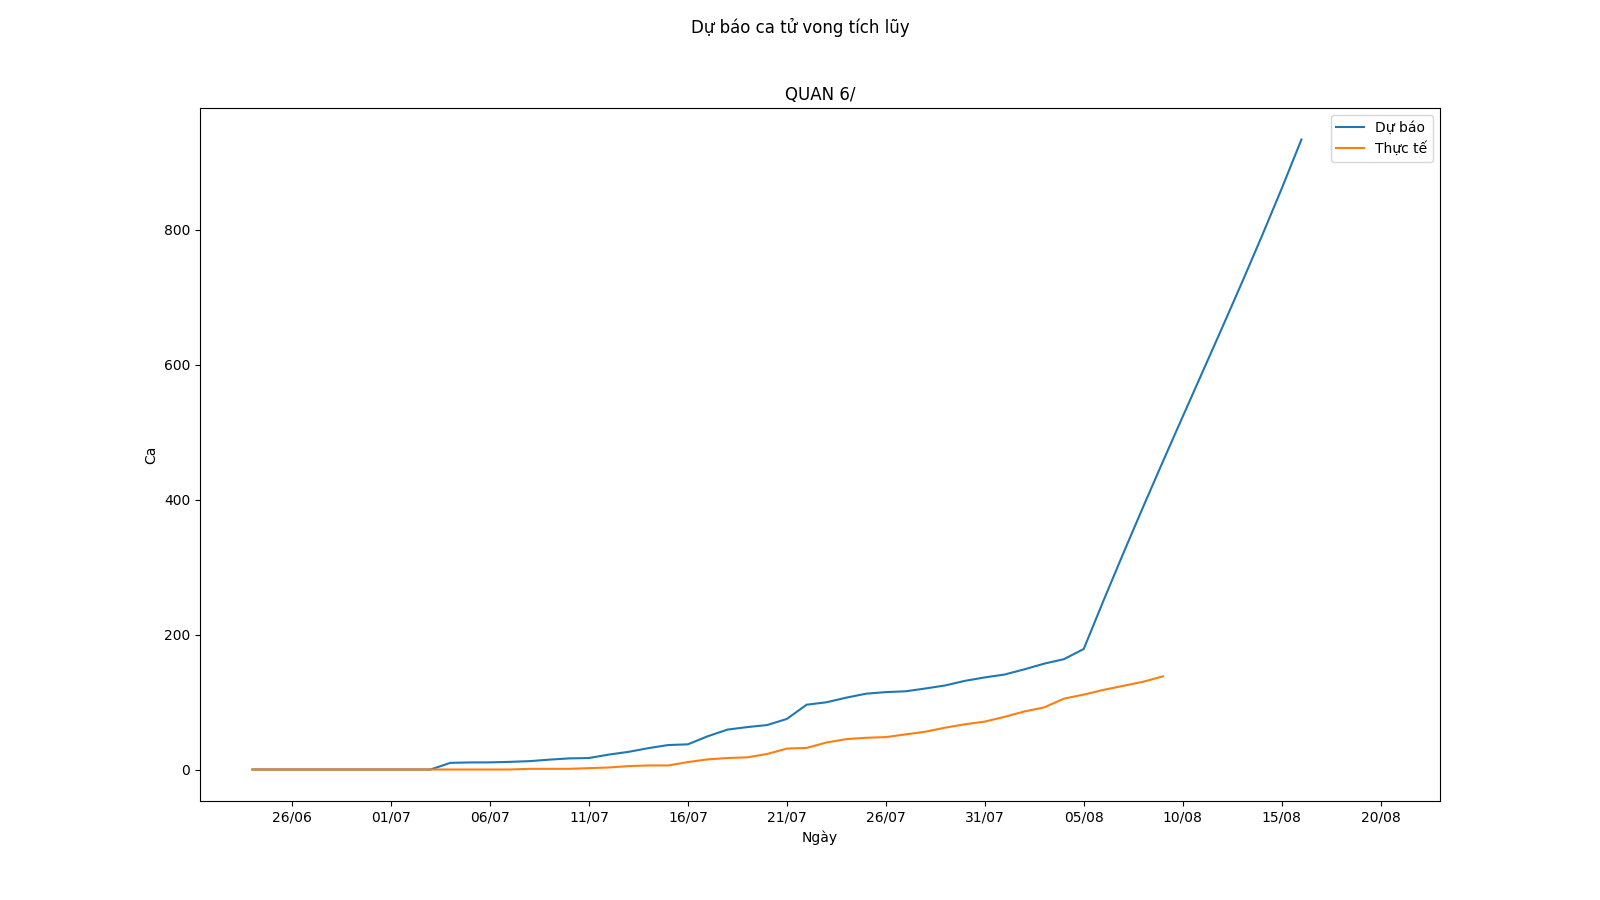 Dự báo ca tử vong tích lũy
QUAN 6/
Dự báo
Thực tế
Ca
800
600
400
200
0
26/06 01/07 06/07 11/07 16/07 21/07 26/07 31/07 05/08 10/08 15/08 20/08
Ngày